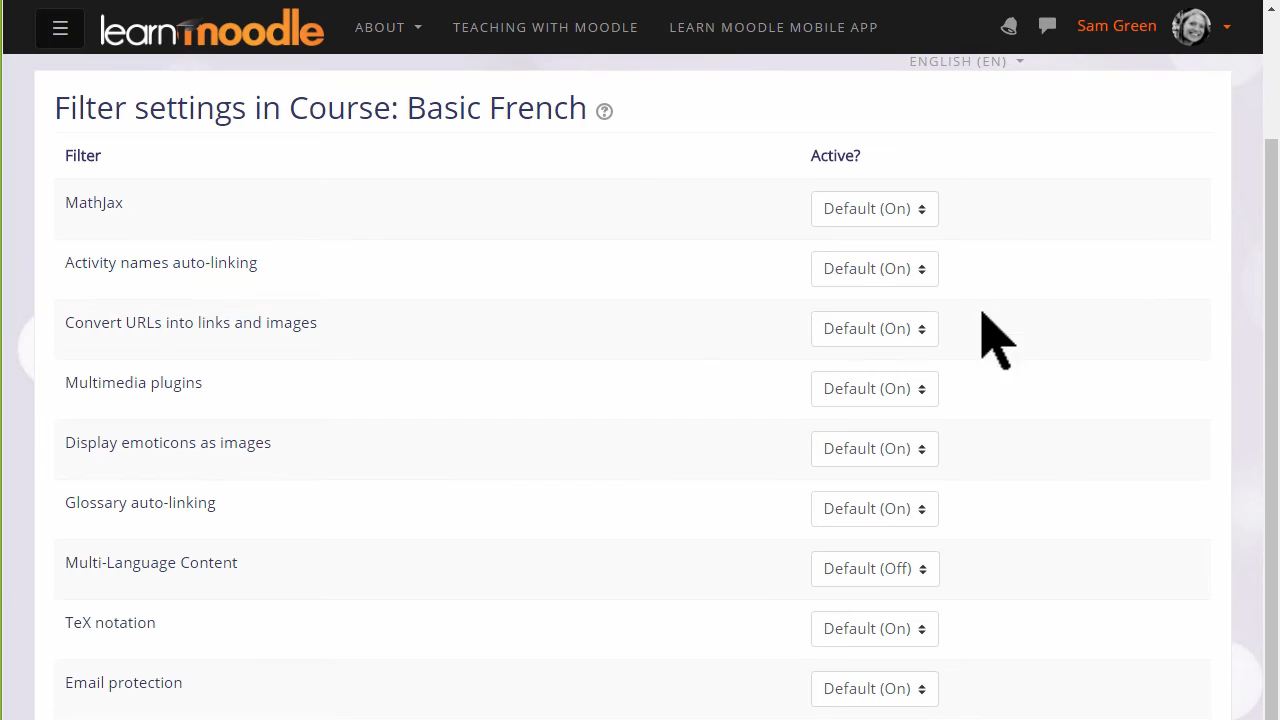 learn moodle ABOUT TEACHING WITH MOODLE LEARN MOODLE MOBILE APP Sam Green
ENGLISH (EN)
Filter settings in Course: Basic French
Filter Active?
MathJax Default (On)
Activity names auto-linking Default (On)
Convert URLs into links and images Default (On)
Multimedia plugins Default (On)
Display emoticons as images Default (On)
Glossary auto-linking Default (On)
Multi-Language Content Default (Off)
TeX notation Default (On)
Email protection Default (On)